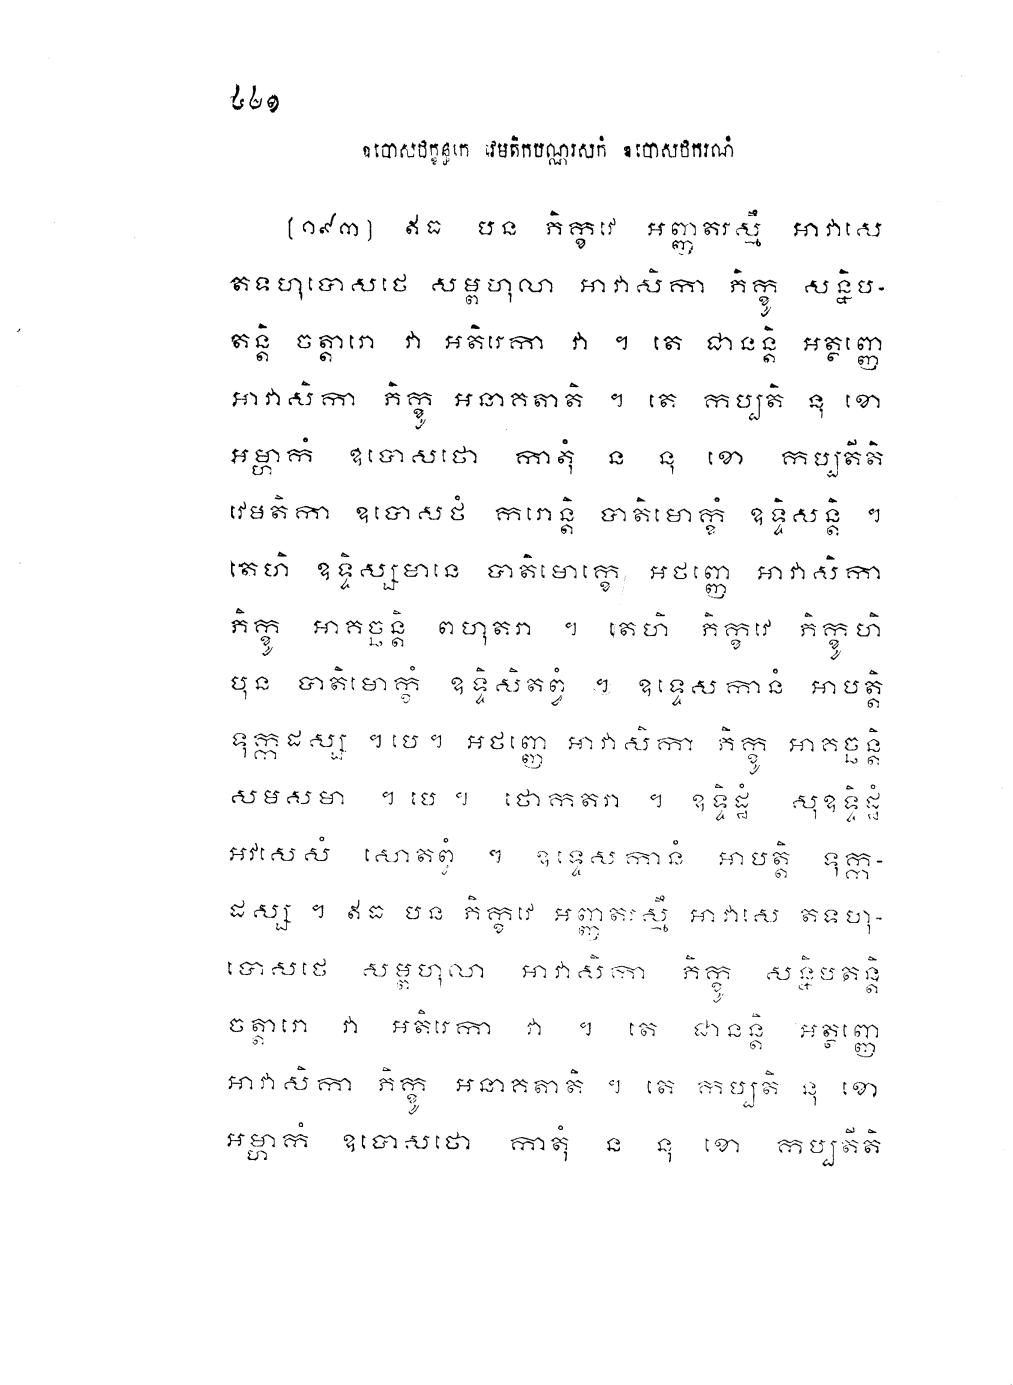 ៤៤១
ឧបោសថក្ខន្ធកេ វេមតិកបណ្ណរសកំ ឧបោសថករណំ
(១៩៣) ឥធ បន ភិក្ខវេ អញ្ញតរស្មឹ អាវាសេ
តទហុបោសថេ សម្ពហុលា អាវាសិកា ភិក្ខូ សន្និប-
តន្តិ ចត្តារោ វា អតិរេកា វា ។ តេ ជានន្តិ អត្ថញ្ញេ
អាវាសិកា ភិក្ខូ អនាគតាតិ ។ តេ កប្បតិ នុ ខោ
អម្ហាកំ ឧបោសថោ កាតុំ ន នុ ខោ កប្បតីតិ
វេមតិកា ឧបោសថំ ករោន្តិ បាតិមោក្ខំ ឧទ្ទិសន្តិ ។
តេហិ ឧទ្ទិស្សមានេ បាតិមោក្ខេ អថញ្ញេ អាវាសិកា
ភិក្ខូ អាគច្ឆន្តិ ពហុតរា ។ តេហិ ភិក្ខវេ ភិក្ខូហិ
បុន បាតិមោក្ខំ ឧទ្ទិសិតព្វំ ។ ឧទ្ទេសកានំ អាបត្តិ
ទុក្កដស្ស ។បេ។ អថញ្ញេ អាវាសិកា ភិក្ខូ អាគច្ឆន្តិ
សមសមា ។បេ។ ថោកតរា ។ ឧទ្ទិដ្ឋំ សុឧទ្ទិដ្ឋំ
អវសេសំ សោតព្វំ ។ ឧទ្ទេសកានំ អាបត្តិ ទុក្ក-
ដស្ស ។ ឥធ បន ភិក្ខវេ អញ្ញតរស្មឹ អាវាសេ តទហុ-
បោសថេ សម្ពហុលា អាវាសិកា ភិក្ខូ សន្និបតន្តិ
ចត្តារោ វា អតិរេកា វា ។ តេ ជានន្តិ អត្ថញ្ញេ
អាវាសិកា ភិក្ខូ អនាគតាតិ ។ តេ កប្បតិ នុ ខោ
អម្ហាកំ ឧបោសថោ កាតុំ ន នុ ខោ កប្បតីតិ